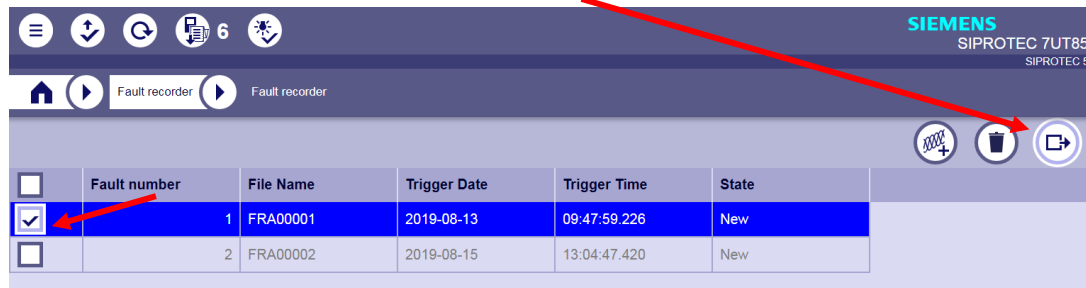 6
SIEMENS
SIPROTEC 7UT85
SIPROTEC 5
Fault recorder
Fault recorder
Fault number File Name Trigger Date Trigger Time State
1 FRA00001 2019-08-13 09:47:59.226 New
2 FRA00002 2019-08-15 13:04:47.420 New